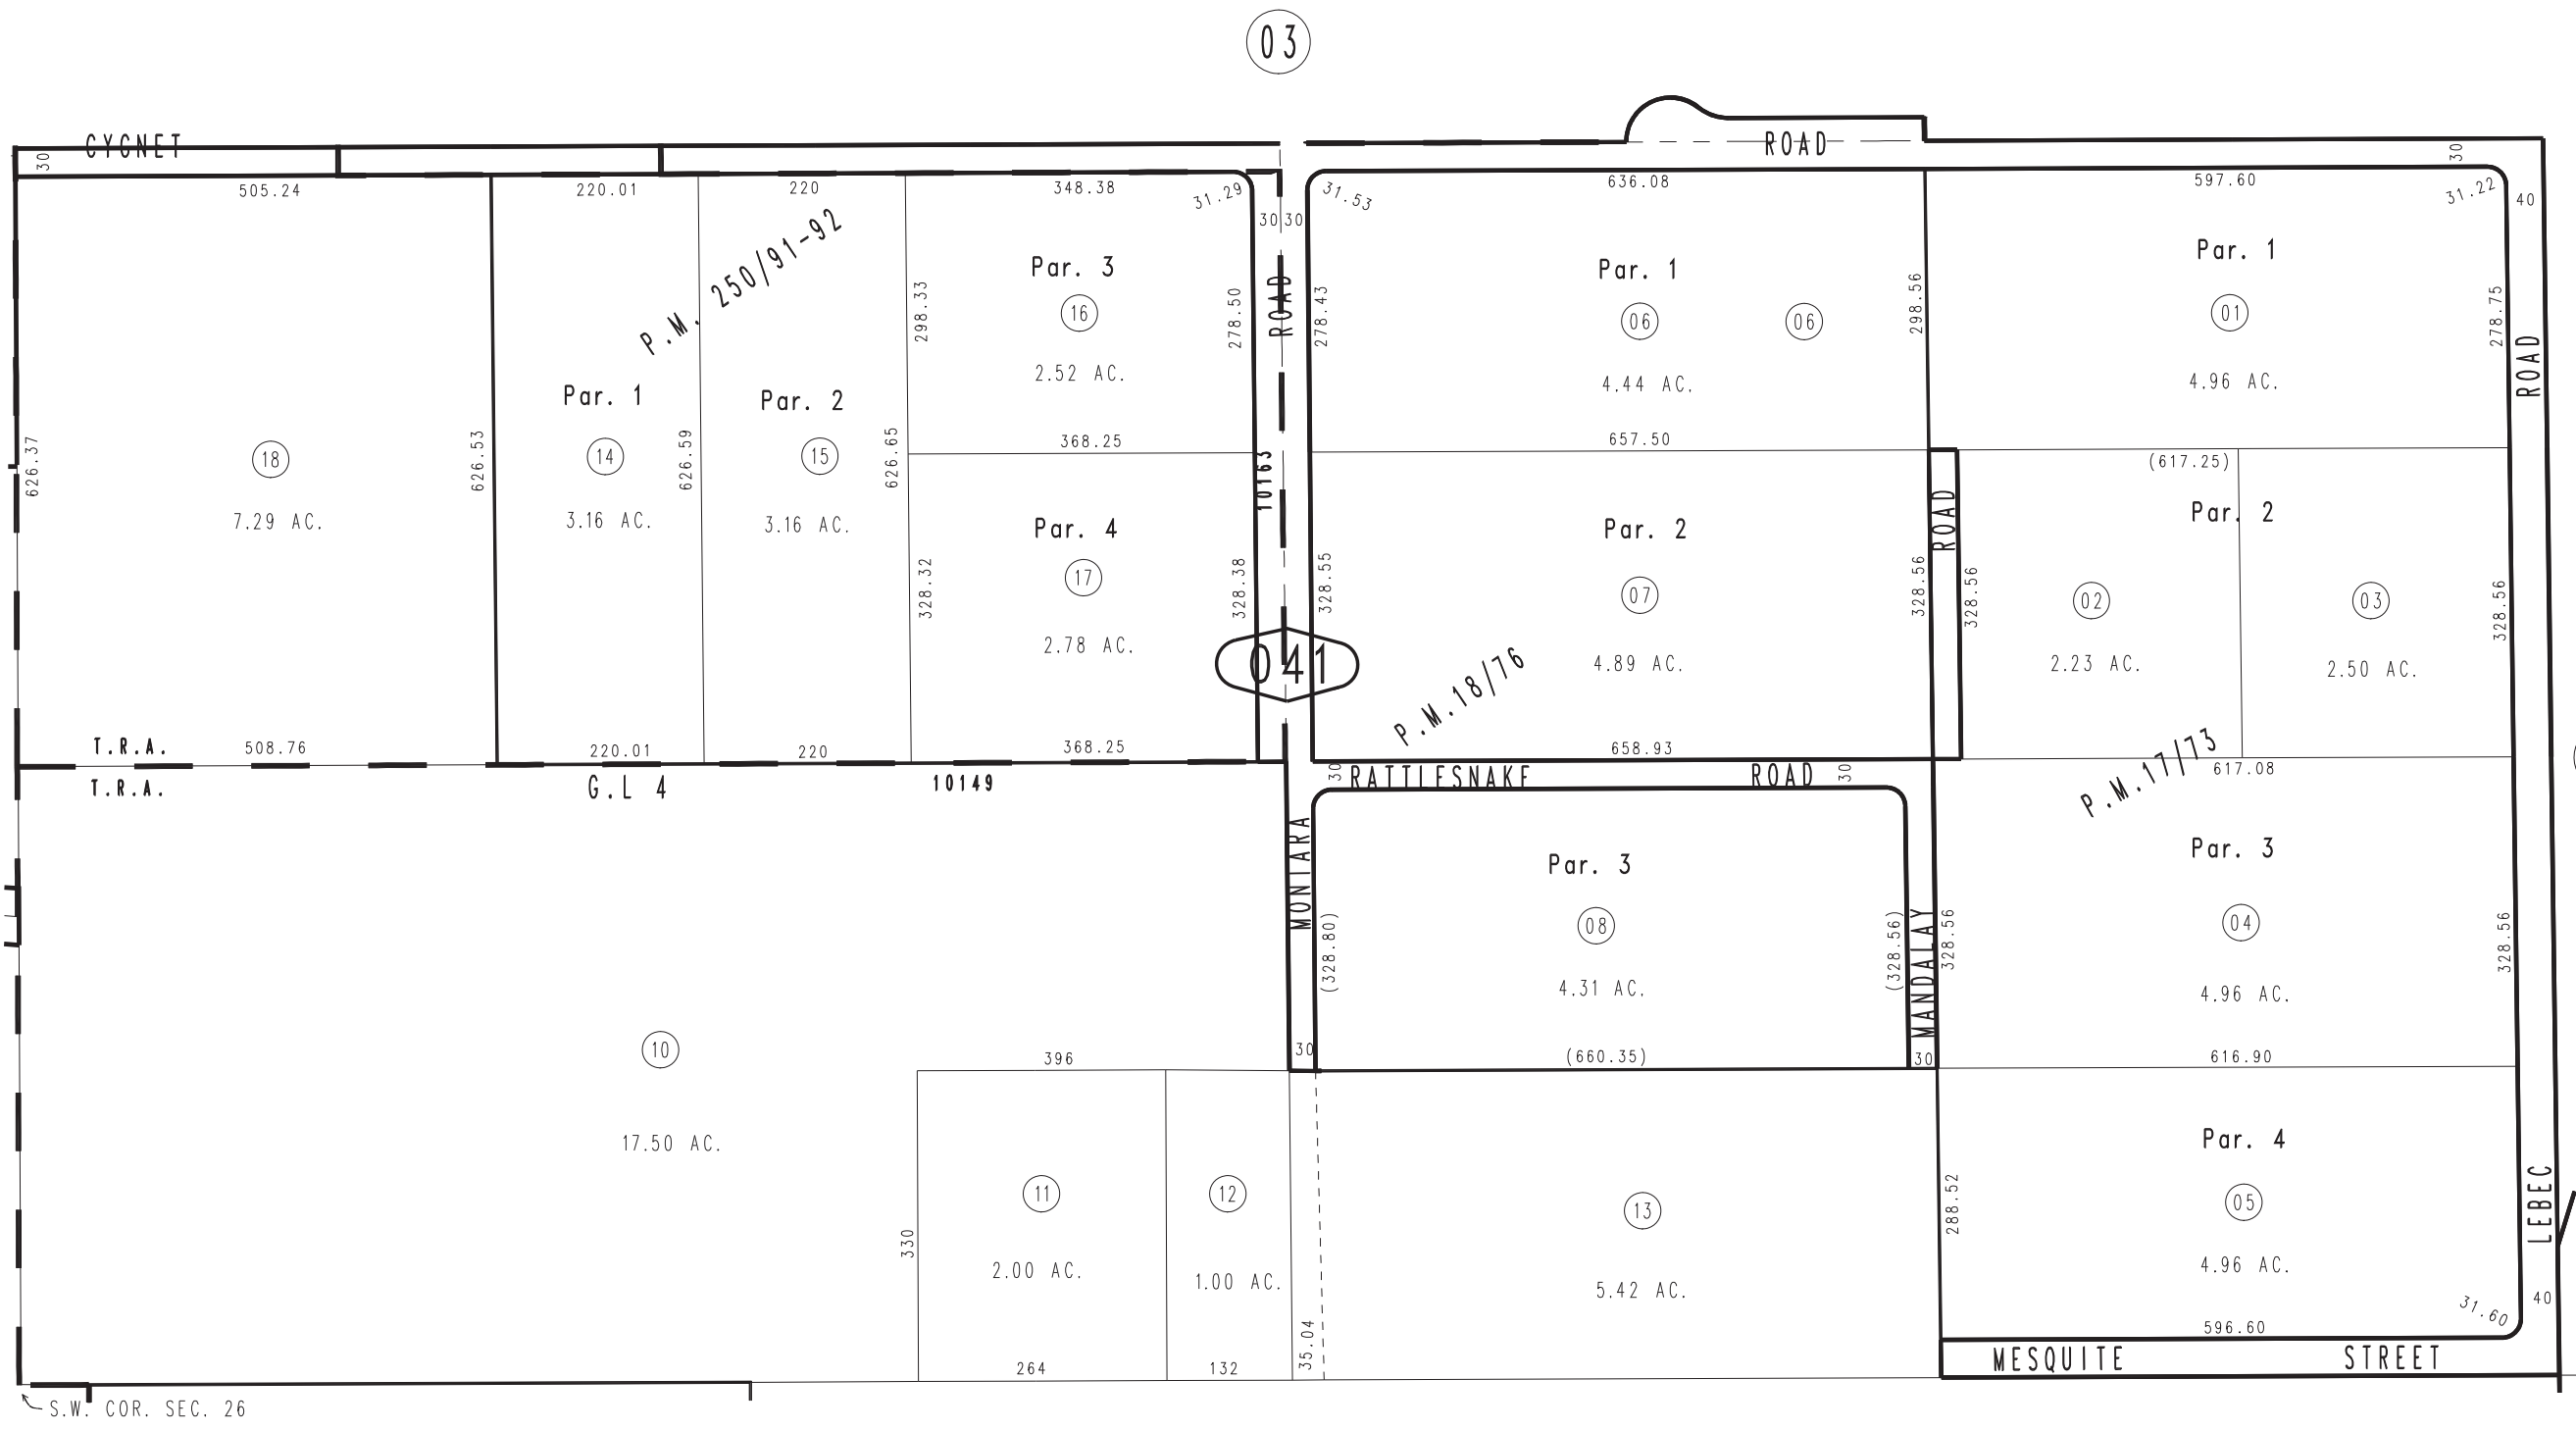 03
CYGNET
ROAD
30
30
505.24
220.01
220
348.38
31.29
30
30
31.53
636.08
597.60
31.22
40
P.M. 250/91-92
Par. 3
16
2.52 AC.
298.33
278.50
ROAD
278.43
Par. 1
06
06
4.44 AC.
298.56
Par. 1
01
4.96 AC.
278.75
ROAD
626.37
18
7.29 AC.
626.53
Par. 1
14
3.16 AC.
626.59
Par. 2
15
3.16 AC.
626.65
368.25
10163
657.50
(617.25)
Par. 4
17
2.78 AC.
328.32
328.38
328.55
Par. 2
07
4.89 AC.
328.56
ROAD
328.56
Par. 2
02
2.23 AC.
03
2.50 AC.
328.56
041
P.M.18/76
P.M.17/73
T.R.A.
508.76
220.01
220
368.25
658.93
617.08
T.R.A.
G.L 4
10149
30
RATTLESNAKE
ROAD
30
MONIARA
(328.80)
Par. 3
08
4.31 AC.
(328.56)
MANDALAY
328.56
Par. 3
04
4.96 AC.
328.56
10
17.50 AC.
396
30
(660.35)
30
616.90
330
11
2.00 AC.
12
1.00 AC.
13
5.42 AC.
288.52
Par. 4
05
4.96 AC.
LEBEC
31.60
40
264
132
35.04
596.60
MESQUITE
STREET
S.W. COR. SEC. 26